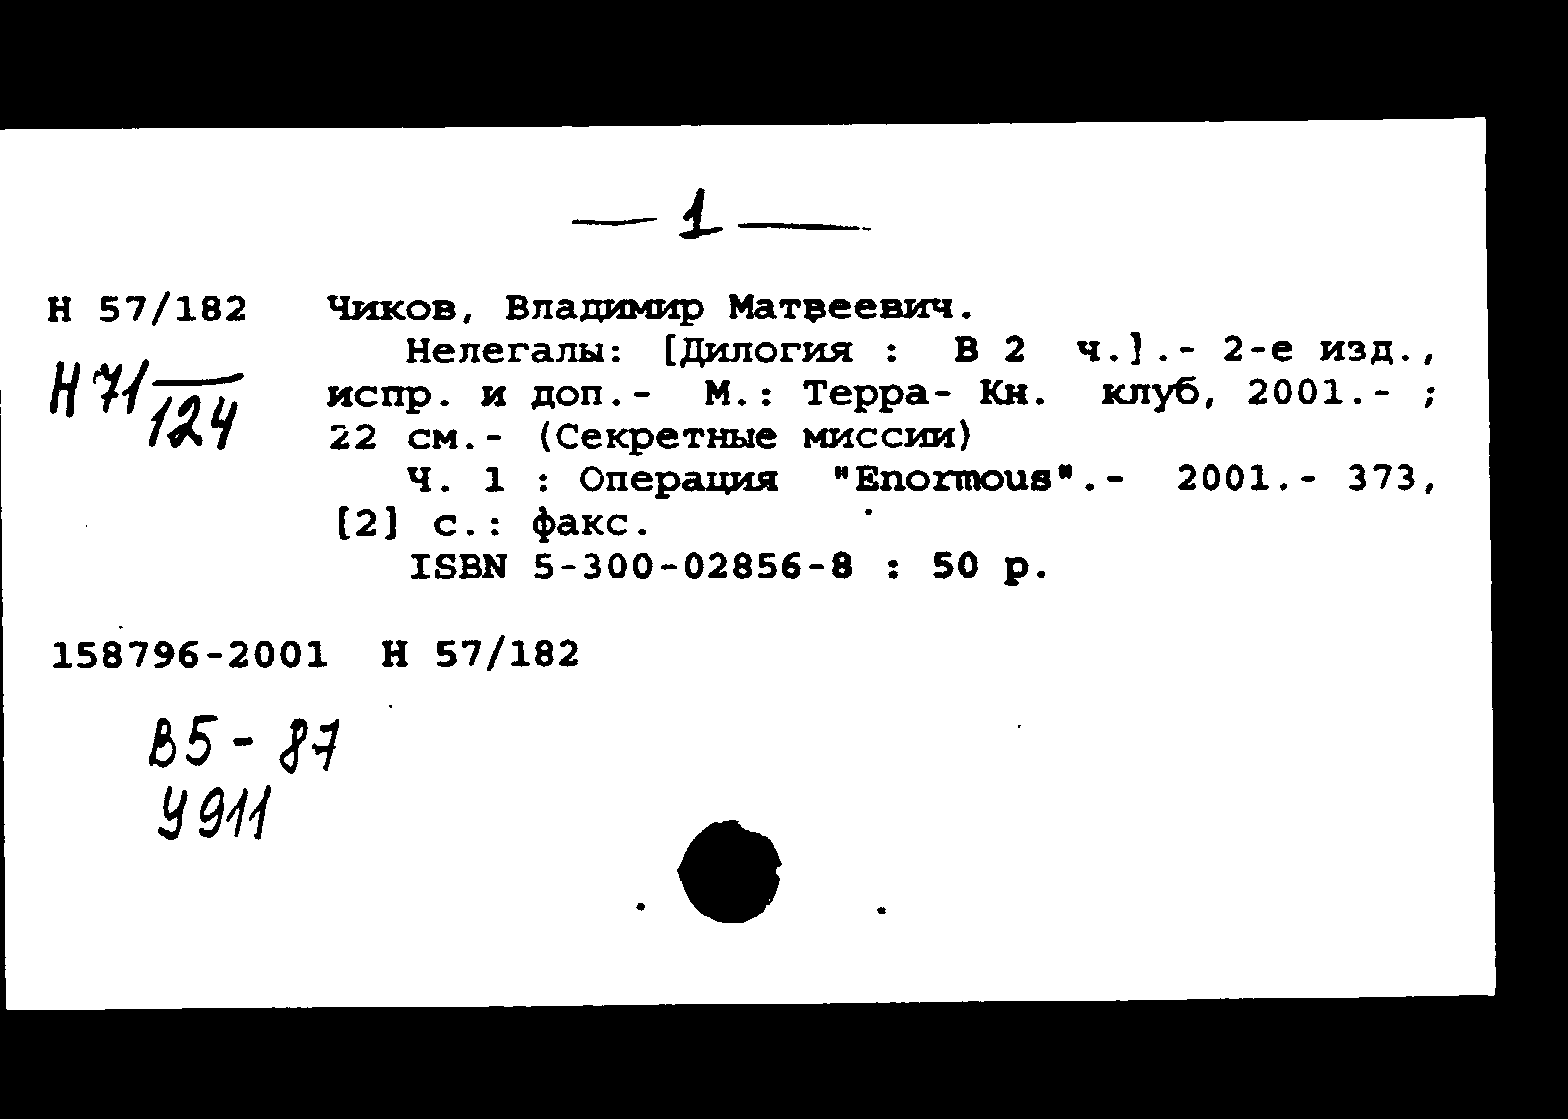 — 1 —
Н 57/182 Чиков, Владимир Матвеевич.
Нелегалы: [Дилогия : В 2 ч.].- 2-е изд.,
Н 71/124 испр. и доп.- М.: Терра- Кн. клуб, 2001.- ;
22 см.- (Секретные миссии)
Ч. 1 : Операция "Enormous".- 2001.- 373,
[2] с.: факс.
ISBN 5-300-02856-8 : 50 р.
158796-2001 Н 57/182
В5 - 87
У911